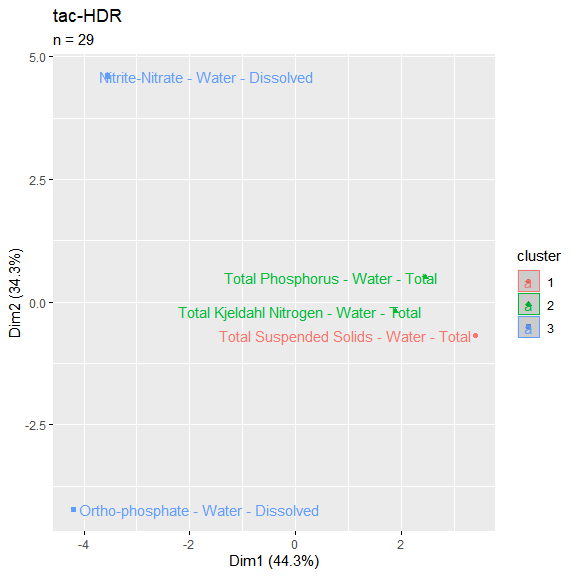 tac-HDR
n = 29
5.0
2.5
0.0
-2.5
-4
-2
0
2
Dim2 (34.3%)
Dim1 (44.3%)
Nitrite-Nitrate - Water - Dissolved
Total Phosphorus - Water - Total
Total Kjeldahl Nitrogen - Water - Total
Total Suspended Solids - Water - Total
Ortho-phosphate - Water - Dissolved
cluster
a 1
a 2
a 3